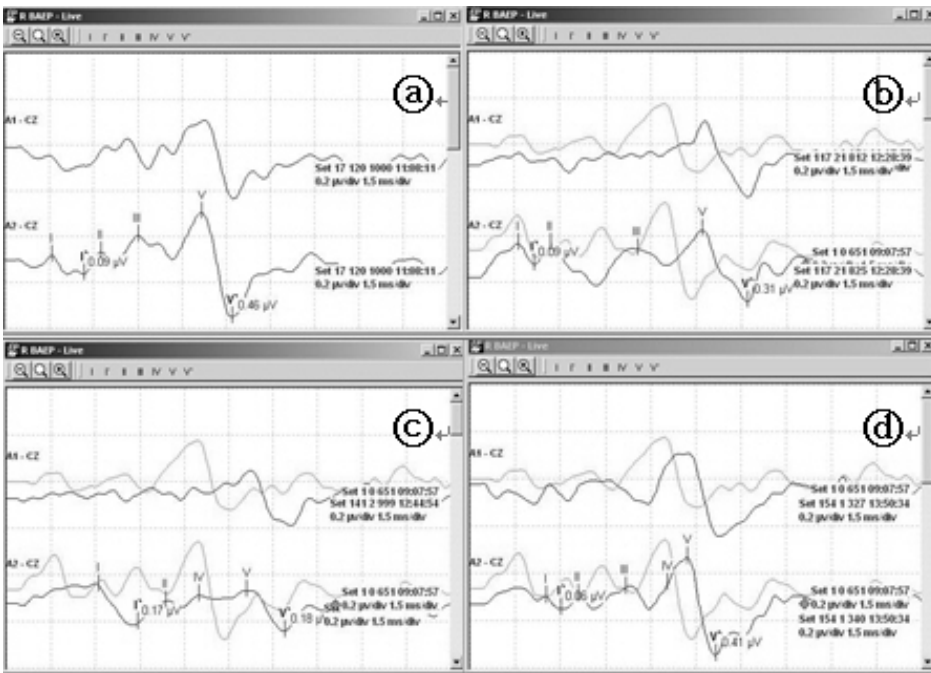 R BAEP - Live
I I' II III IV V V'
ⓐ
A1 - CZ
Set 17 120 1000 11:08:11
0.2 µv/div 1.5 ms/div
A2 - CZ
I
I'
0.09 µV
II
III
V
V'
0.46 µV
Set 17 120 1000 11:08:11
0.2 µv/div 1.5 ms/div
R BAEP - Live
I I' II III IV V V'
ⓑ
A1 - CZ
Set 117 21 812 12:28:39
0.2 µv/div 1.5 ms/div
A2 - CZ
I
I'
0.09 µV
II
III
V
V'
0.31 µV
Set 1 0 651 09:07:57
Set 117 21 825 12:28:39
0.2 µv/div 1.5 ms/div
R BAEP - Live
I I' II III IV V V'
ⓒ
A1 - CZ
Set 1 0 651 09:07:57
Set 141 2 999 12:44:54
0.2 µv/div 1.5 ms/div
A2 - CZ
I
I'
0.17 µV
II
IV
V
V'
0.18 µV
Set 1 0 651 09:07:57
0.2 µv/div 1.5 ms/div
0.2 µv/div 1.5 ms/div
R BAEP - Live
I I' II III IV V V'
ⓓ
A1 - CZ
Set 1 0 651 09:07:57
Set 154 1 327 13:50:34
0.2 µv/div 1.5 ms/div
A2 - CZ
I
I'
0.06 µV
II
III
IV
V
V'
0.41 µV
Set 1 0 651 09:07:57
0.2 µv/div 1.5 ms/div
Set 154 1 340 13:50:34
0.2 µv/div 1.5 ms/div